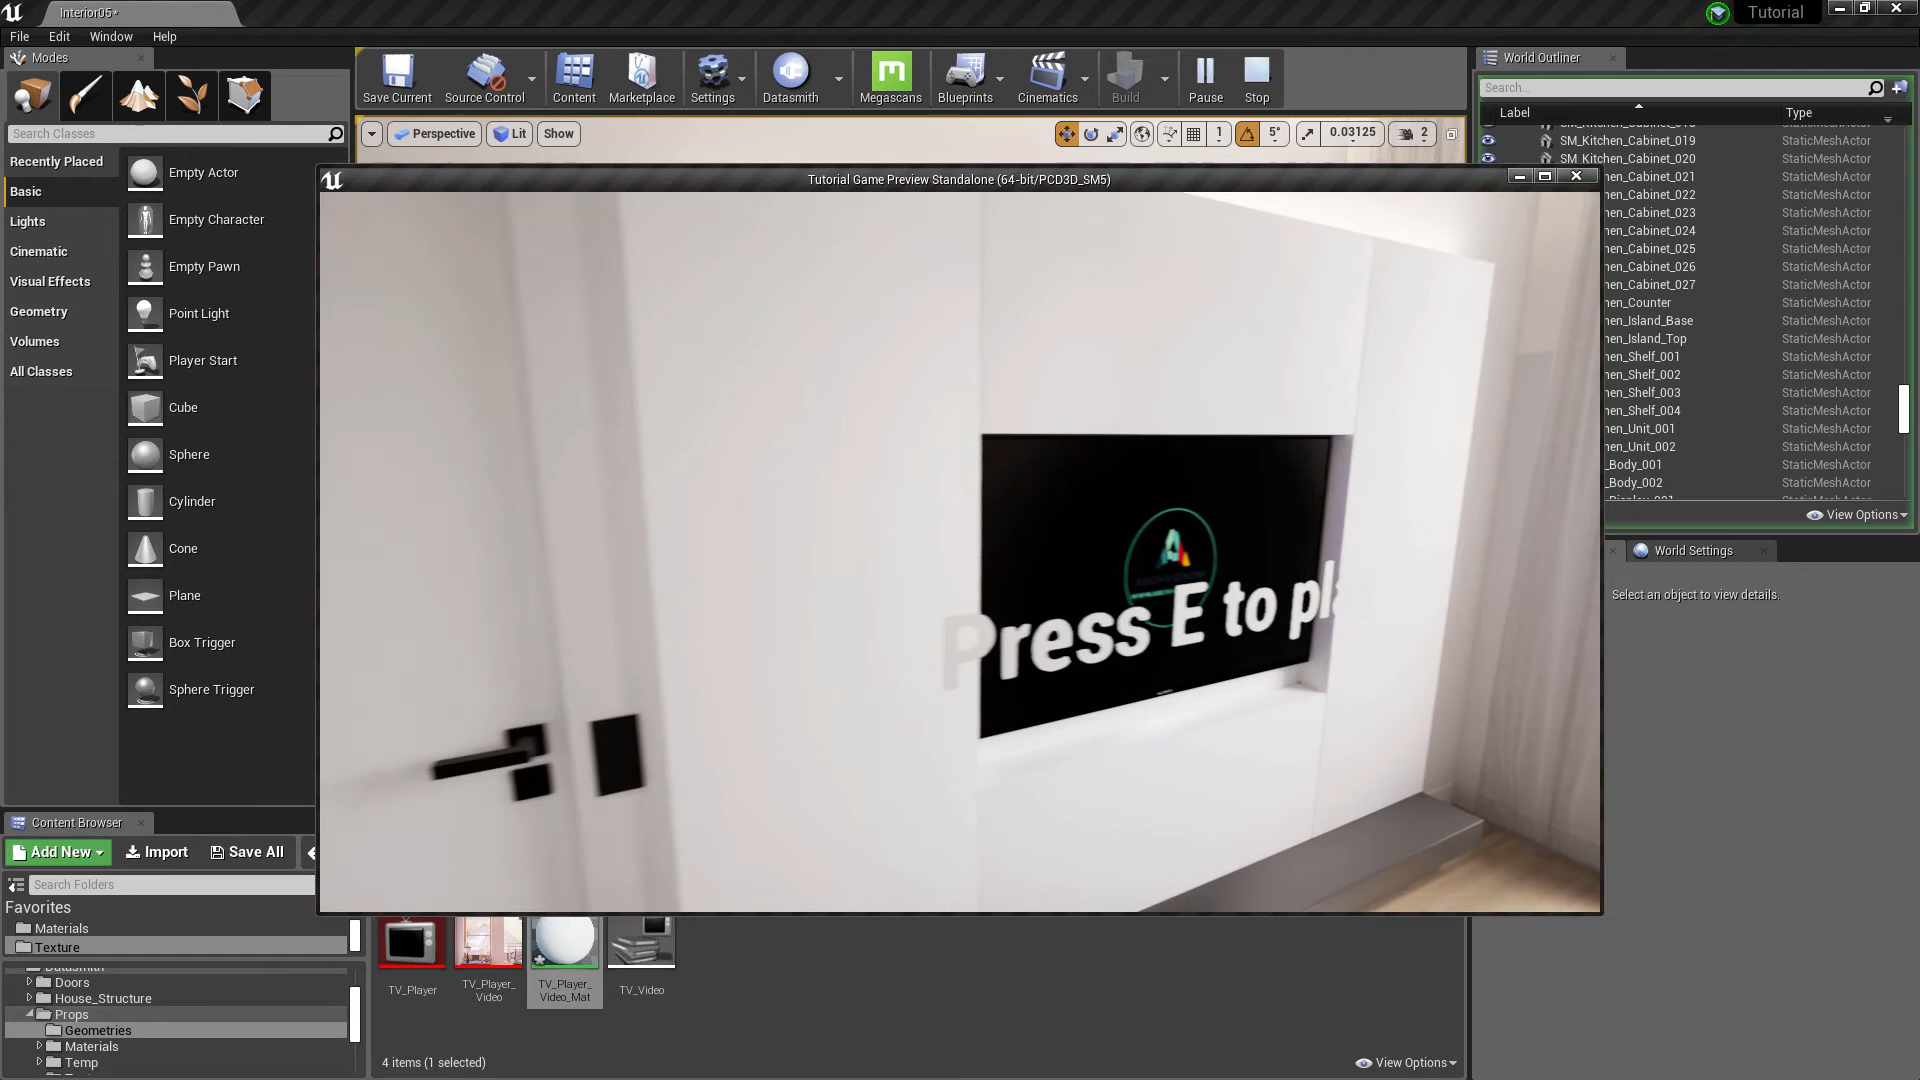 Interior05*
Tutorial
File Edit Window Help
Modes
World Outliner
Save Current
Source Control
Content
Marketplace
Settings
Datasmith
Megascans
Blueprints
Cinematics
Build
Pause
Stop
Search...
Label Type
Search Classes
Perspective
Lit
Show
1
5°
0.03125
2
SM_Kitchen_Cabinet_019 StaticMeshActor
SM_Kitchen_Cabinet_020 StaticMeshActor
hen_Cabinet_021 StaticMeshActor
hen_Cabinet_022 StaticMeshActor
hen_Cabinet_023 StaticMeshActor
hen_Cabinet_024 StaticMeshActor
hen_Cabinet_025 StaticMeshActor
hen_Cabinet_026 StaticMeshActor
hen_Cabinet_027 StaticMeshActor
hen_Counter StaticMeshActor
hen_Island_Base StaticMeshActor
hen_Island_Top StaticMeshActor
hen_Shelf_001 StaticMeshActor
hen_Shelf_002 StaticMeshActor
hen_Shelf_003 StaticMeshActor
hen_Shelf_004 StaticMeshActor
hen_Unit_001 StaticMeshActor
hen_Unit_002 StaticMeshActor
_Body_001 StaticMeshActor
_Body_002 StaticMeshActor
View Options
World Settings
Select an object to view details.
Recently Placed
Basic
Lights
Cinematic
Visual Effects
Geometry
Volumes
All Classes
Empty Actor
Empty Character
Empty Pawn
Point Light
Player Start
Cube
Sphere
Cylinder
Cone
Plane
Box Trigger
Sphere Trigger
Tutorial Game Preview Standalone (64-bit/PCD3D_SM5)
Press E to pla
Content Browser
Add New
Import
Save All
Search Folders
Favorites
Materials
Texture
Datasmith
Doors
House_Structure
Props
Geometries
Materials
Temp
TV_Player
TV_Player_
Video
TV_Player_
Video_Mat
TV_Video
4 items (1 selected)
View Options